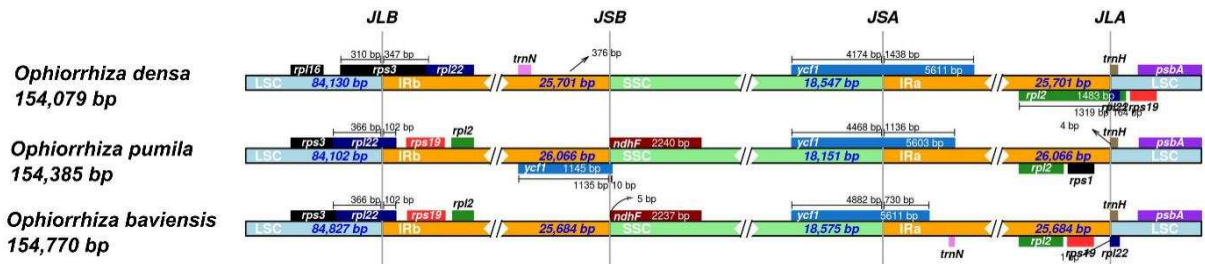 JLB JSB JSA JLA
310 bp 347 bp trnN 376 bp 4174 bp 1438 bp trnH
Ophiorrhiza densa rpl16 rps3 rpl22 ycf1 5611 bp psbA
LSC 84,130 bp IRb 25,701 bp SSC 18,547 bp IRa 25,701 bp LSC
154,079 bp rpl2 1483 bp rpl22 rps19
1319 bp 164 bp
366 bp 102 bp rpl2 4468 bp 1136 bp 4 bp trnH
Ophiorrhiza pumila rps3 rpl22 rps19 ndhF 2240 bp ycf1 5603 bp psbA
LSC 84,102 bp IRb 26,066 bp SSC 18,151 bp IRa 26,066 bp LSC
154,385 bp ycf1 1145 bp rpl2 rps1
1135 bp 10 bp
366 bp 102 bp rpl2 5 bp 4882 bp 730 bp trnH
Ophiorrhiza baviensis rps3 rpl22 rps19 ndhF 2237 bp ycf1 5611 bp psbA
LSC 84,827 bp IRb 25,684 bp SSC 18,575 bp IRa 25,684 bp LSC
154,770 bp trnN rpl2 rps19 rpl22